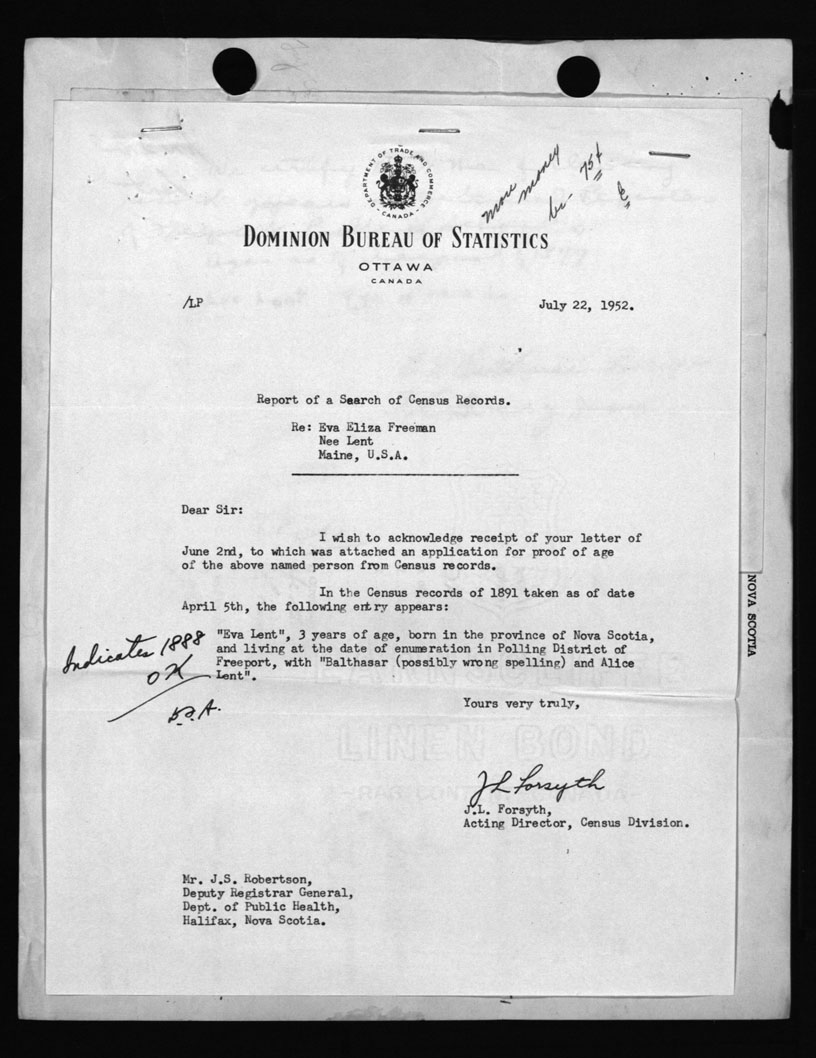 DEPARTMENT OF TRADE AND COMMERCE
- CANADA -
more money
75¢
DOMINION BUREAU OF STATISTICS
OTTAWA
CANADA
/LP
July 22, 1952.
Report of a Search of Census Records.
Re: Eva Eliza Freeman
Nee Lent
Maine, U.S.A.
Dear Sir:
I wish to acknowledge receipt of your letter of
June 2nd, to which was attached an application for proof of age
of the above named person from Census records.
In the Census records of 1891 taken as of date
April 5th, the following entry appears:
"Eva Lent", 3 years of age, born in the province of Nova Scotia,
and living at the date of enumeration in Polling District of
Freeport, with "Balthasar (possibly wrong spelling) and Alice
Lent".
Indicates 1888
OK
Yours very truly,
LINEN BOND
J L Forsyth
J.L. Forsyth,
Acting Director, Census Division.
Mr. J.S. Robertson,
Deputy Registrar General,
Dept. of Public Health,
Halifax, Nova Scotia.
NOVA SCOTIA